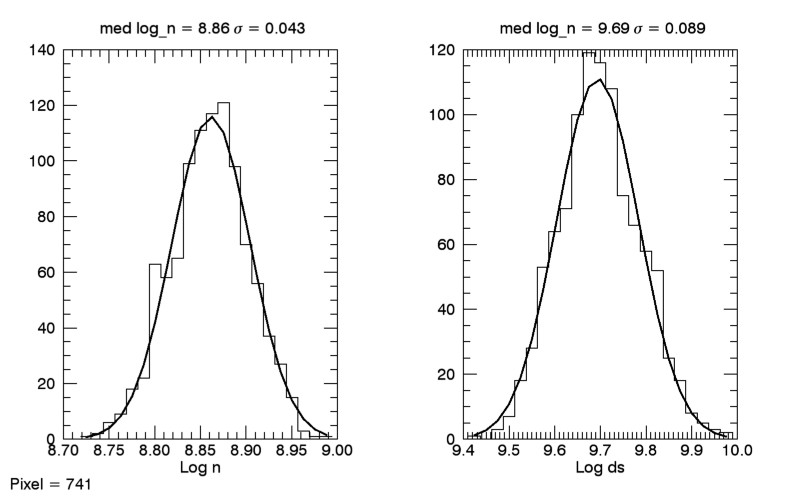 med log_n = 8.86 σ = 0.043
140
120
100
80
60
40
20
0
8.70 8.75 8.80 8.85 8.90 8.95 9.00
Log n
med log_n = 9.69 σ = 0.089
120
100
80
60
40
20
0
9.4 9.5 9.6 9.7 9.8 9.9 10.0
Log ds
Pixel = 741